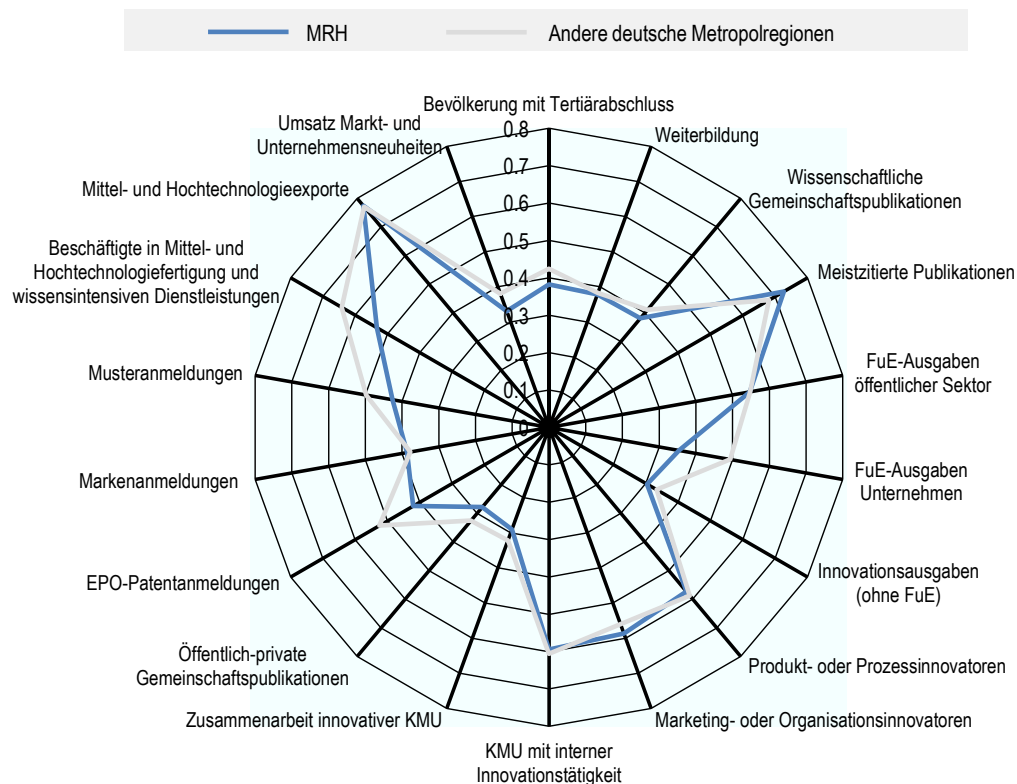 MRH
Andere deutsche Metropolregionen
Bevölkerung mit Tertiärabschluss
Weiterbildung
Wissenschaftliche
Gemeinschaftspublikationen
Meistzitierte Publikationen
FuE-Ausgaben
öffentlicher Sektor
FuE-Ausgaben
Unternehmen
Innovationsausgaben
(ohne FuE)
Produkt- oder Prozessinnovatoren
Marketing- oder Organisationsinnovatoren
KMU mit interner
Innovationstätigkeit
Zusammenarbeit innovativer KMU
Öffentlich-private
Gemeinschaftspublikationen
EPO-Patentanmeldungen
Markenanmeldungen
Musteranmeldungen
Beschäftigte in Mittel- und
Hochtechnologiefertigung und
wissensintensiven Dienstleistungen
Mittel- und Hochtechnologieexporte
Umsatz Markt- und
Unternehmensneuheiten
0.8
0.7
0.6
0.5
0.4
0.3
0.2
0.1
0